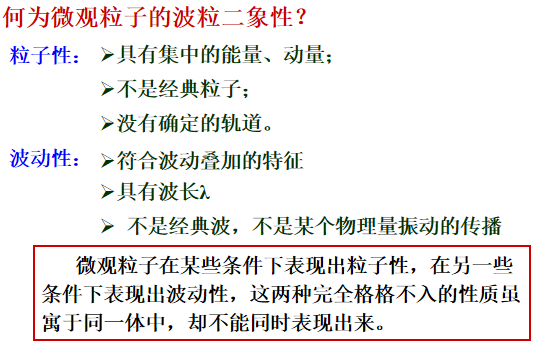 何为微观粒子的波粒二象性？
粒子性： ➢具有集中的能量、动量；
➢不是经典粒子；
➢没有确定的轨道。
波动性： ➢符合波动叠加的特征
➢具有波长λ
➢ 不是经典波，不是某个物理量振动的传播
微观粒子在某些条件下表现出粒子性，在另一些
条件下表现出波动性，这两种完全格格不入的性质虽
寓于同一体中，却不能同时表现出来。